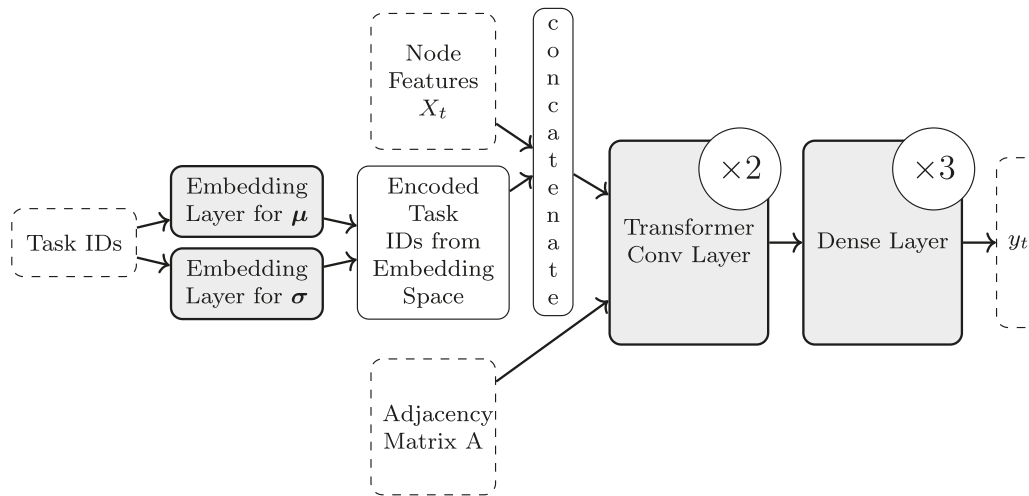 Node
Features
X_t
c
o
n
c
a
t
e
n
a
t
e
Task IDs
Embedding
Layer for μ
Embedding
Layer for σ
Encoded
Task
IDs from
Embedding
Space
Adjacency
Matrix A
×2
Transformer
Conv Layer
×3
Dense Layer
y_t